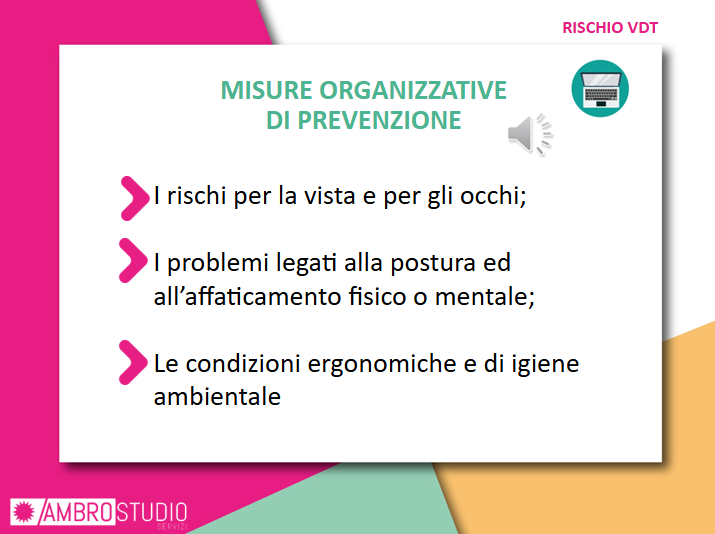 RISCHIO VDT
MISURE ORGANIZZATIVE
DI PREVENZIONE
I rischi per la vista e per gli occhi;
I problemi legati alla postura ed
all’affaticamento fisico o mentale;
Le condizioni ergonomiche e di igiene
ambientale
AMBROSTUDIO
SERVIZI